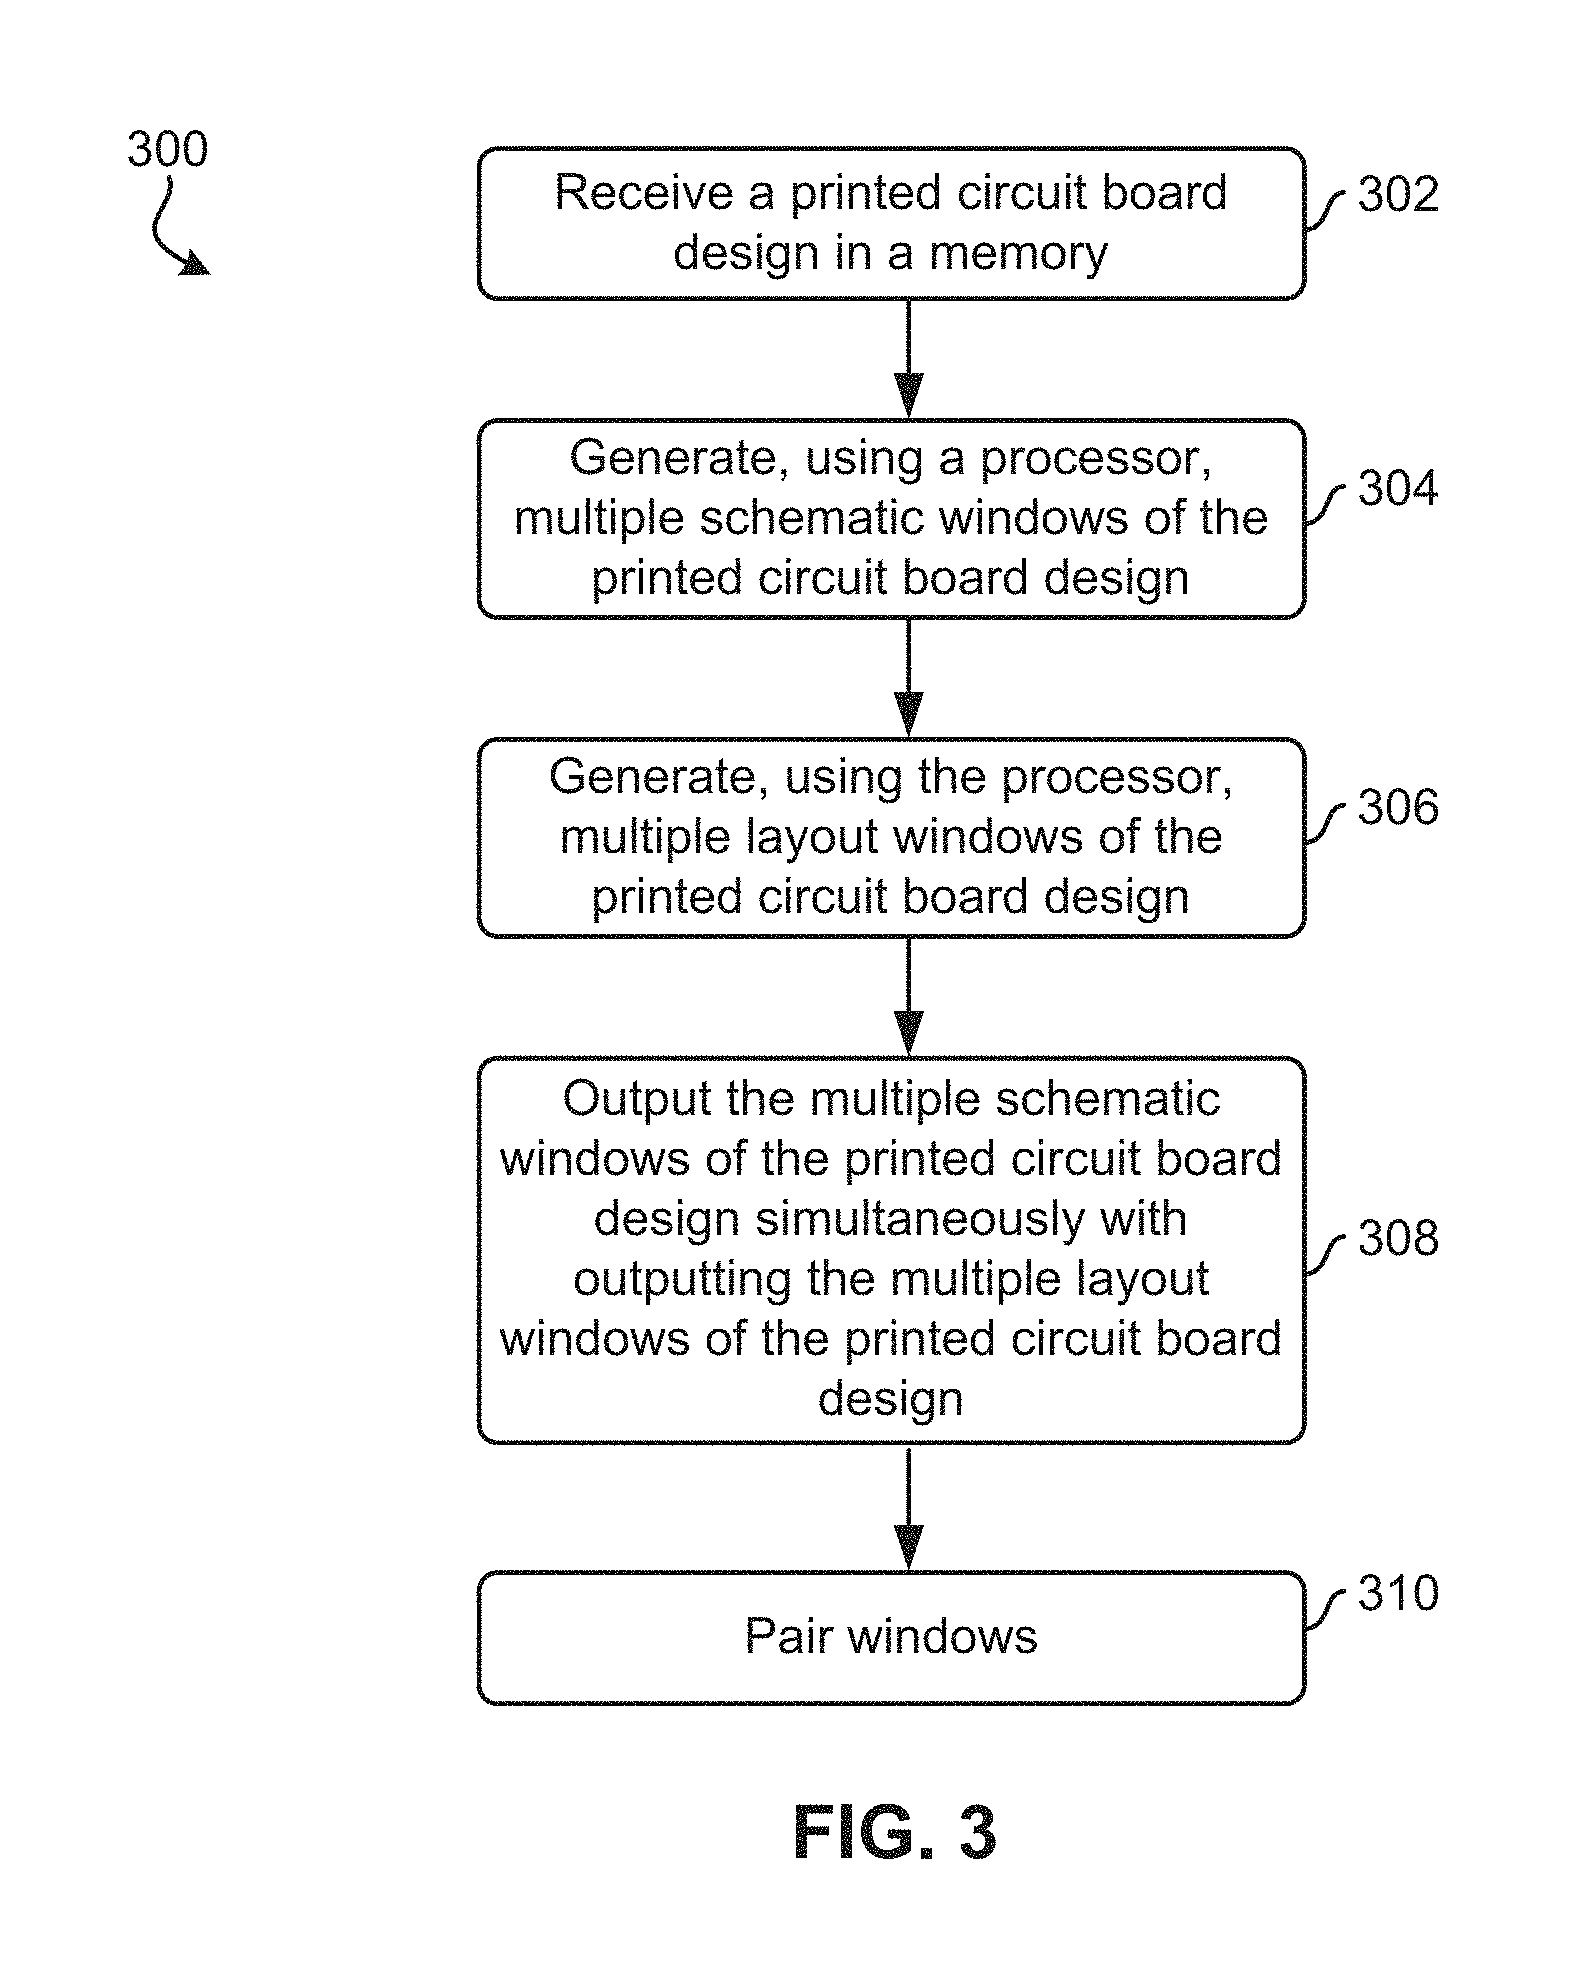 300
Receive a printed circuit board
design in a memory
302
Generate, using a processor,
multiple schematic windows of the
printed circuit board design
304
Generate, using the processor,
multiple layout windows of the
printed circuit board design
306
Output the multiple schematic
windows of the printed circuit board
design simultaneously with
outputting the multiple layout
windows of the printed circuit board
design
308
Pair windows
310
FIG. 3